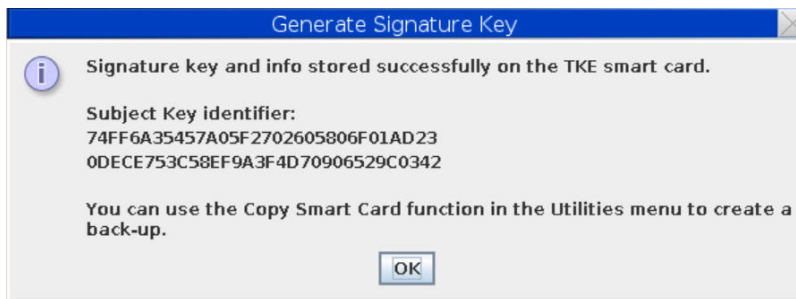 Generate Signature Key
Signature key and info stored successfully on the TKE smart card.
Subject Key identifier:
74FF6A35457A05F2702605806F01AD23
0DECE753C58EF9A3F4D70906529C0342
You can use the Copy Smart Card function in the Utilities menu to create a
back-up.
OK